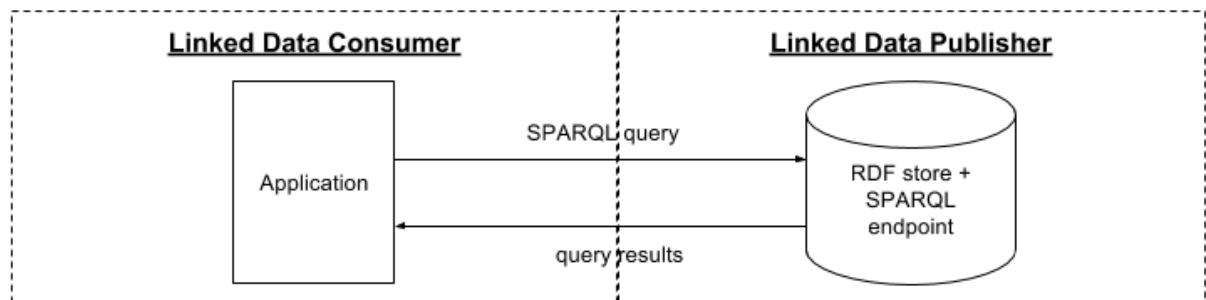 Linked Data Consumer
Linked Data Publisher
SPARQL query
Application
RDF store +
SPARQL
endpoint
query results